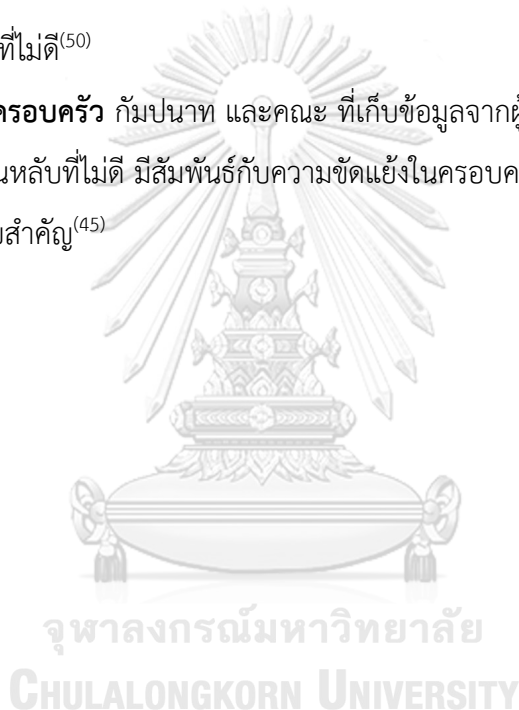 ที่ไม่ดี(50)
ครอบครัว กัมปนาท และคณะ ที่เก็บข้อมูลจาก
นหลับที่ไม่ดี มีสัมพันธ์กับความขัดแย้งในครอบค
สำคัญ(45)
จุฬาลงกรณ์มหาวิทยาลัย
CHULALONGKORN UNIVERSITY